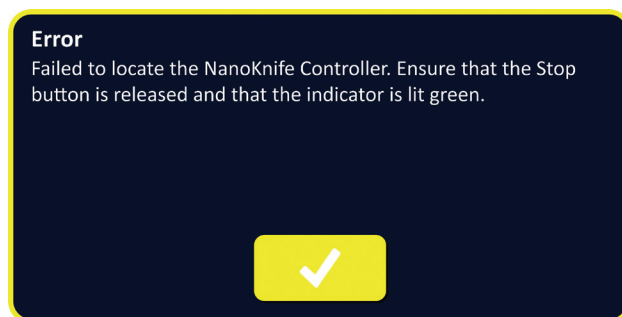 Error
Failed to locate the NanoKnife Controller. Ensure that the Stop
button is released and that the indicator is lit green.